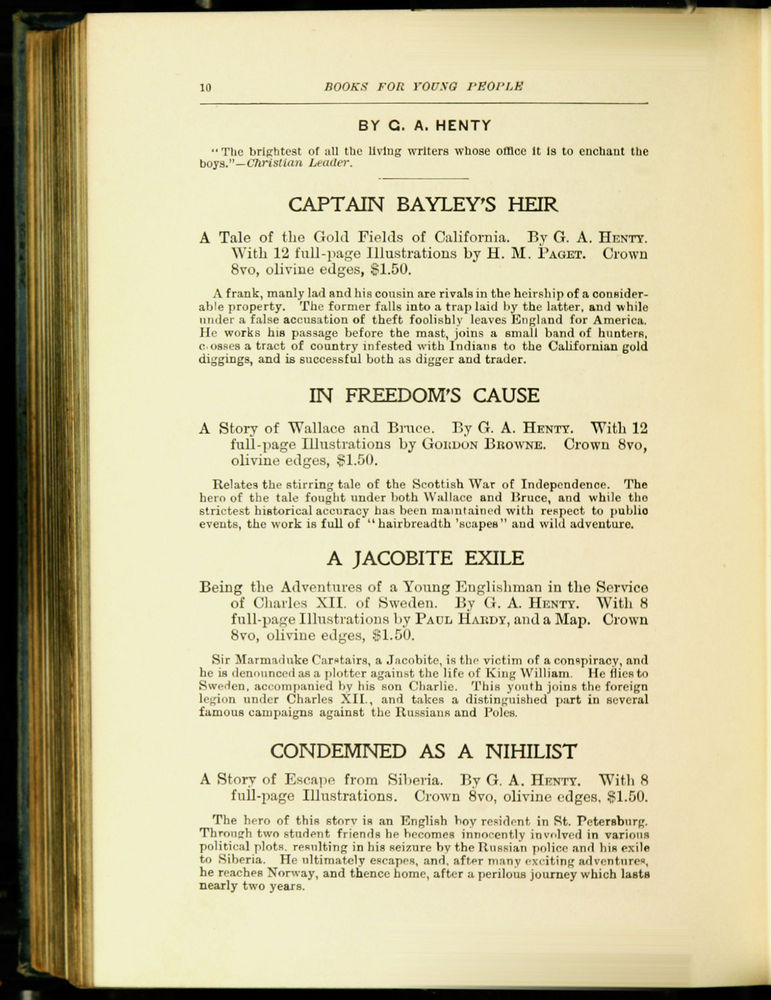 10 BOOKS FOR YOUNG PEOPLE
BY G. A. HENTY
"The brightest of all the living writers whose office it is to enchant the
boys."—Christian Leader.
CAPTAIN BAYLEY'S HEIR
A Tale of the Gold Fields of California. By G. A. HENTY.
With 12 full-page Illustrations by H. M. PAGET. Crown
8vo, olivine edges, $1.50.
A frank, manly lad and his cousin are rivals in the heirship of a consider-
able property. The former falls into a trap laid by the latter, and while
under a false accusation of theft foolishly leaves England for America.
He works his passage before the mast, joins a small band of hunters,
c osses a tract of country infested with Indians to the Californian gold
diggings, and is successful both as digger and trader.
IN FREEDOM'S CAUSE
A Story of Wallace and Bruce. By G. A. HENTY. With 12
full-page Illustrations by GORDON BROWNE. Crown 8vo,
olivine edges, $1.50.
Relates the stirring tale of the Scottish War of Independence. The
hero of the tale fought under both Wallace and Bruce, and while the
strictest historical accuracy has been maintained with respect to public
events, the work is full of "hairbreadth 'scapes" and wild adventure.
A JACOBITE EXILE
Being the Adventures of a Young Englishman in the Service
of Charles XII. of Sweden. By G. A. HENTY. With 8
full-page Illustrations by PAUL HARDY, and a Map. Crown
8vo, olivine edges, $1.50.
Sir Marmaduke Carstairs, a Jacobite, is the victim of a conspiracy, and
he is denounced as a plotter against the life of King William. He flies to
Sweden, accompanied by his son Charlie. This youth joins the foreign
legion under Charles XII., and takes a distinguished part in several
famous campaigns against the Russians and Poles.
CONDEMNED AS A NIHILIST
A Story of Escape from Siberia. By G. A. HENTY. With 8
full-page Illustrations. Crown 8vo, olivine edges, $1.50.
The hero of this story is an English boy resident in St. Petersburg.
Through two student friends he becomes innocently involved in various
political plots, resulting in his seizure by the Russian police and his exile
to Siberia. He ultimately escapes, and, after many exciting adventures,
he reaches Norway, and thence home, after a perilous journey which lasts
nearly two years.